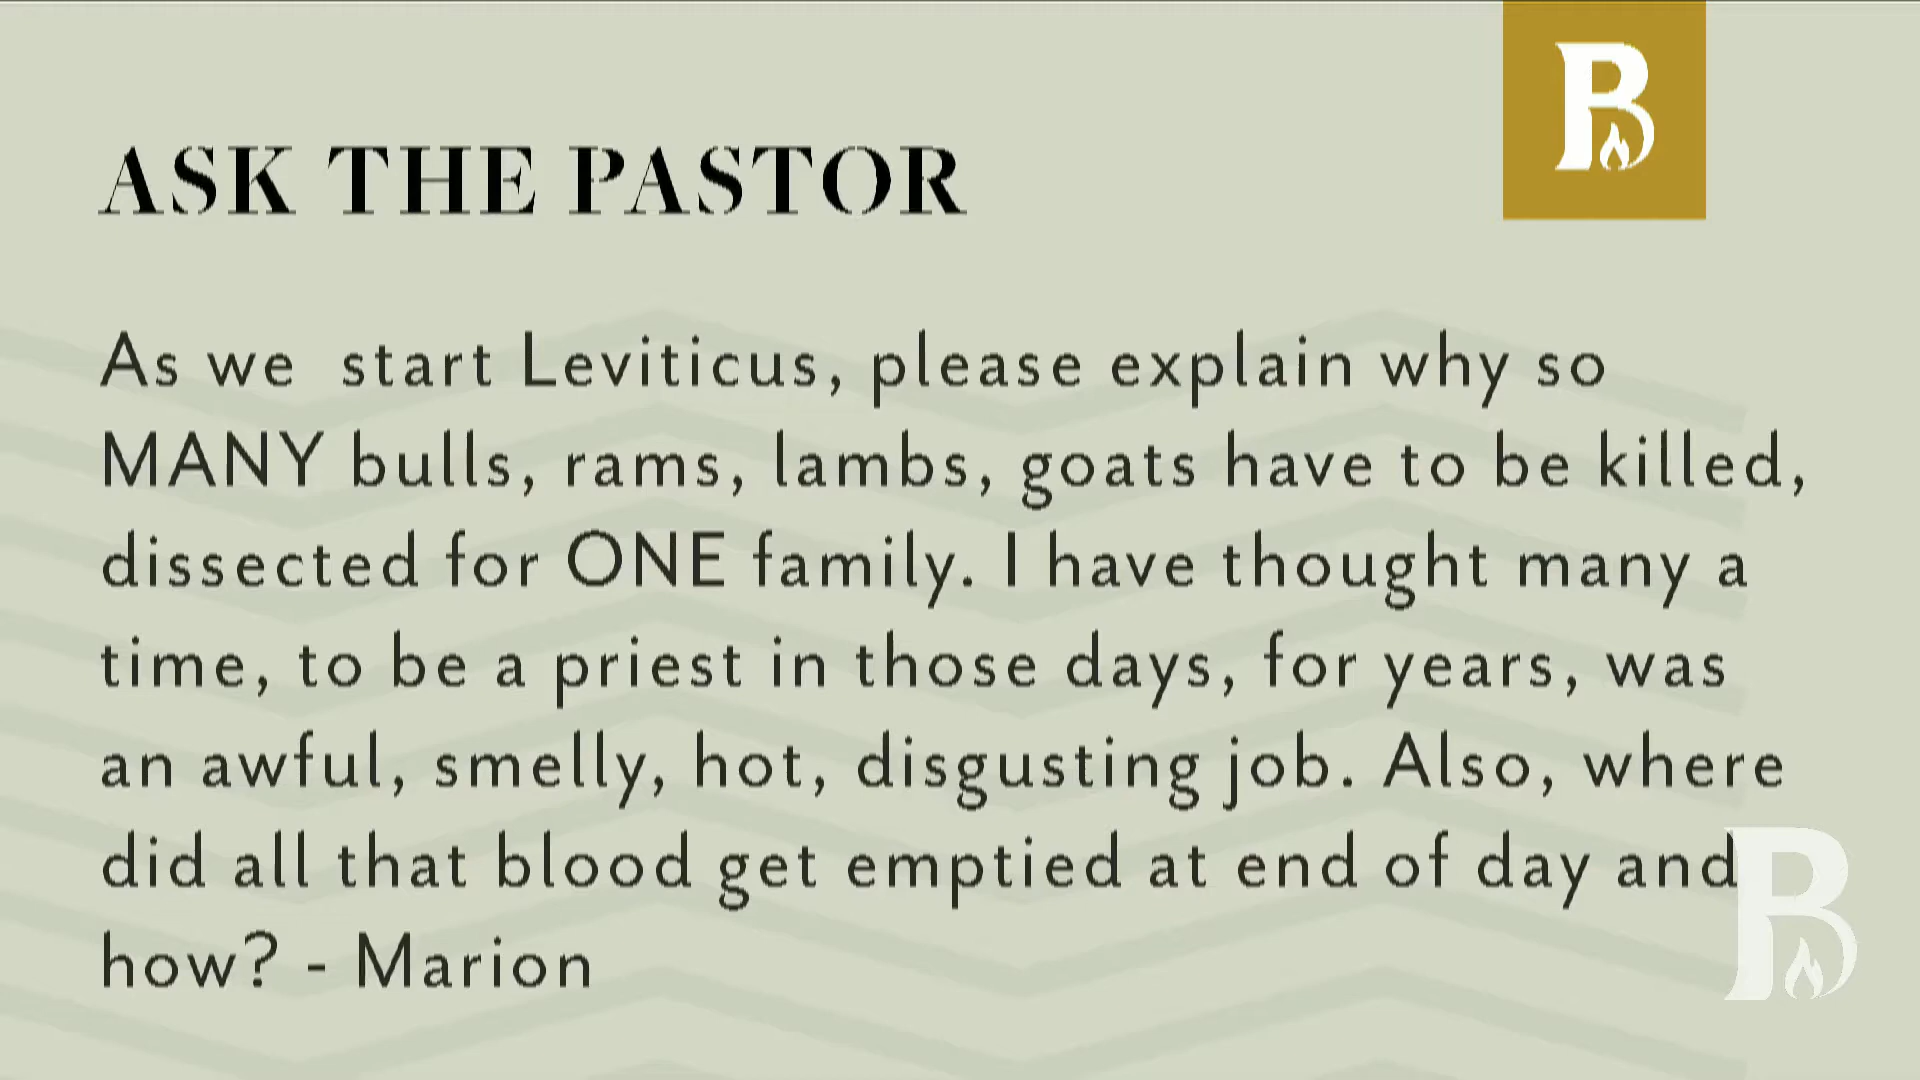 B
ASK THE PASTOR
As we  start Leviticus, please explain why so
MANY bulls, rams, lambs, goats have to be killed,
dissected for ONE family. I have thought many a
time, to be a priest in those days, for years, was
an awful, smelly, hot, disgusting job. Also, where
did all that blood get emptied at end of day and
how? - Marion
B